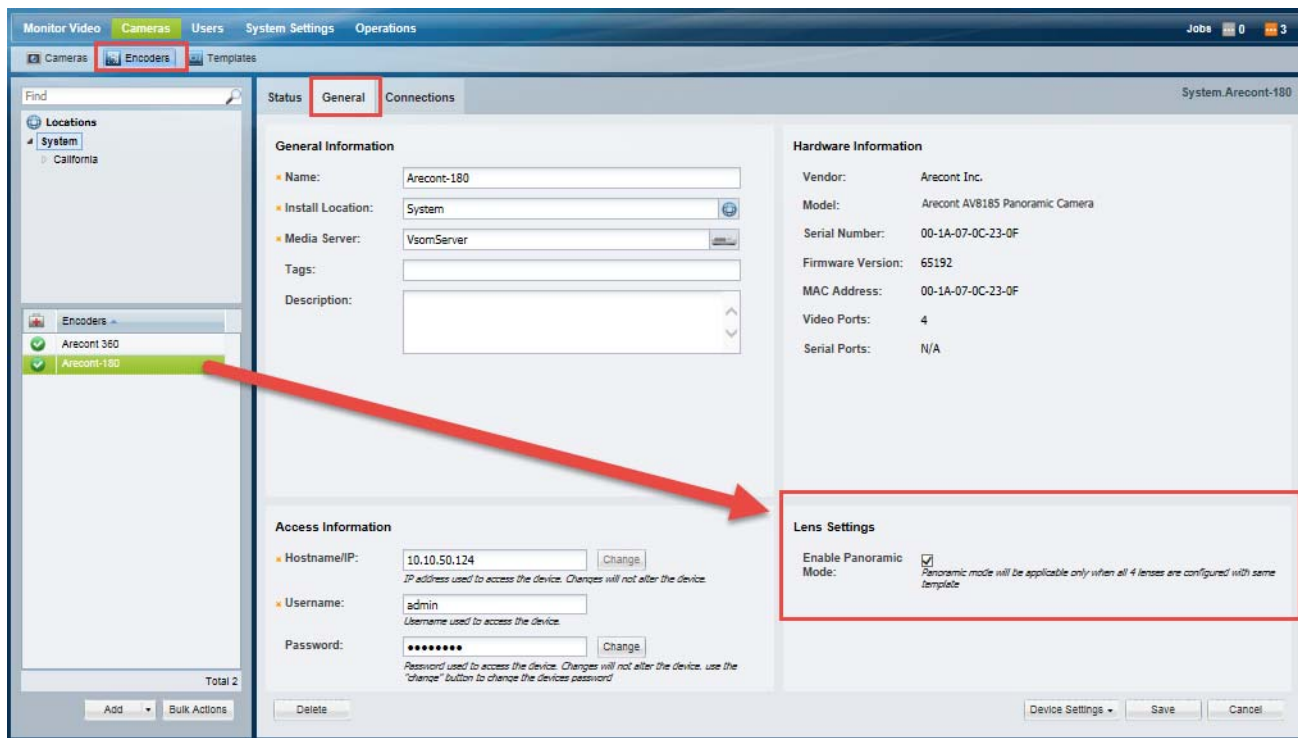 Monitor Video Cameras Users System Settings Operations Jobs 0 3
Cameras Encoders Templates
Find
Locations
System
California
Encoders
Arecont 360
Arecont-180
Total 2
Add Bulk Actions
Status General Connections System.Arecont-180
General Information
Name: Arecont-180
Install Location: System
Media Server: VsomServer
Tags:
Description:
Hardware Information
Vendor: Arecont Inc.
Model: Arecont AV8185 Panoramic Camera
Serial Number: 00-1A-07-0C-23-0F
Firmware Version: 65192
MAC Address: 00-1A-07-0C-23-0F
Video Ports: 4
Serial Ports: N/A
Access Information
Hostname/IP: 10.10.50.124 Change
IP address used to access the device. Changes will not alter the device.
Username: admin
Username used to access the device.
Password: •••••••• Change
Password used to access the device. Changes will not alter the device, use the
"change" button to change the devices password
Lens Settings
Enable Panoramic
Mode:
Panoramic mode will be applicable only when all 4 lenses are configured with same
template
Delete Device Settings Save Cancel